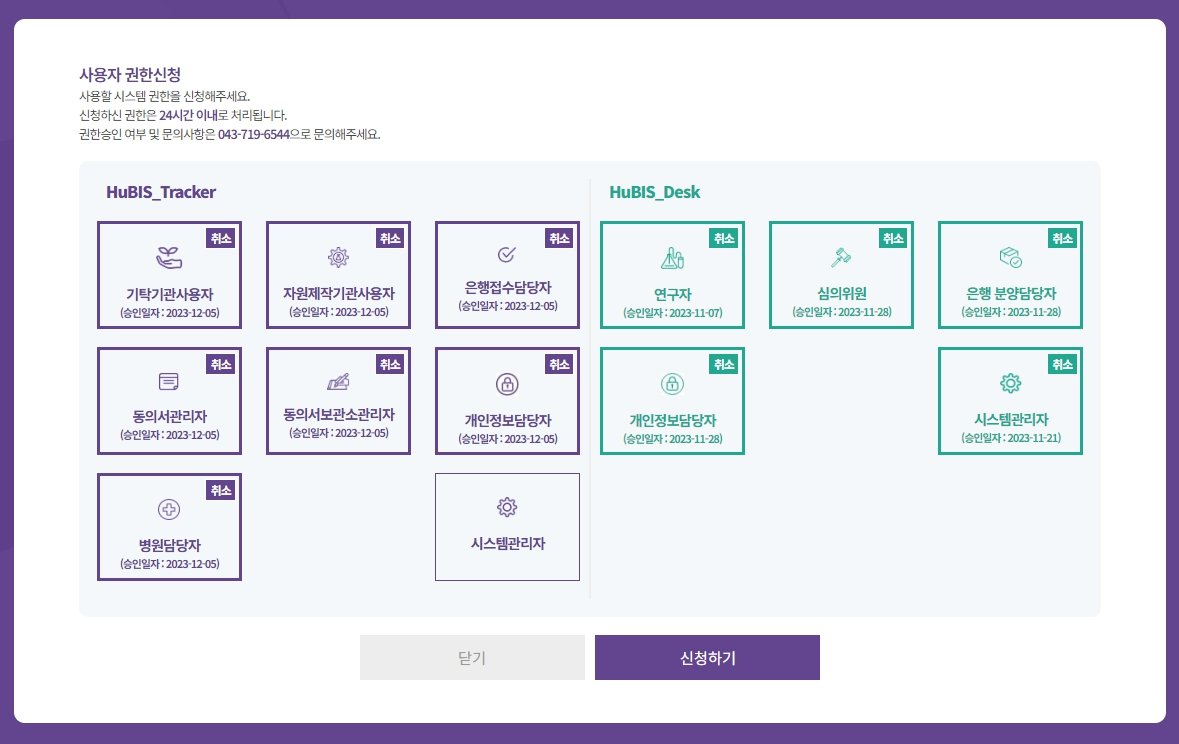 사용자 권한신청
사용할 시스템 권한을 신청해주세요.
신청하신 권한은 24시간 이내로 처리됩니다.
권한승인 여부 및 문의사항은 043-719-6544으로 문의해주세요.
HuBIS_Tracker
취소
기탁기관사용자
(승인일자 : 2023-12-05)
취소
자원제작기관사용자
(승인일자 : 2023-12-05)
취소
은행접수담당자
(승인일자 : 2023-12-05)
취소
동의서관리자
(승인일자 : 2023-12-05)
취소
동의서보관소관리자
(승인일자 : 2023-12-05)
취소
개인정보담당자
(승인일자 : 2023-12-05)
취소
병원담당자
(승인일자 : 2023-12-05)
시스템관리자
HuBIS_Desk
취소
연구자
(승인일자 : 2023-11-07)
취소
심의위원
(승인일자 : 2023-11-28)
취소
은행 분양담당자
(승인일자 : 2023-11-28)
취소
개인정보담당자
(승인일자 : 2023-11-28)
취소
시스템관리자
(승인일자 : 2023-11-21)
닫기
신청하기